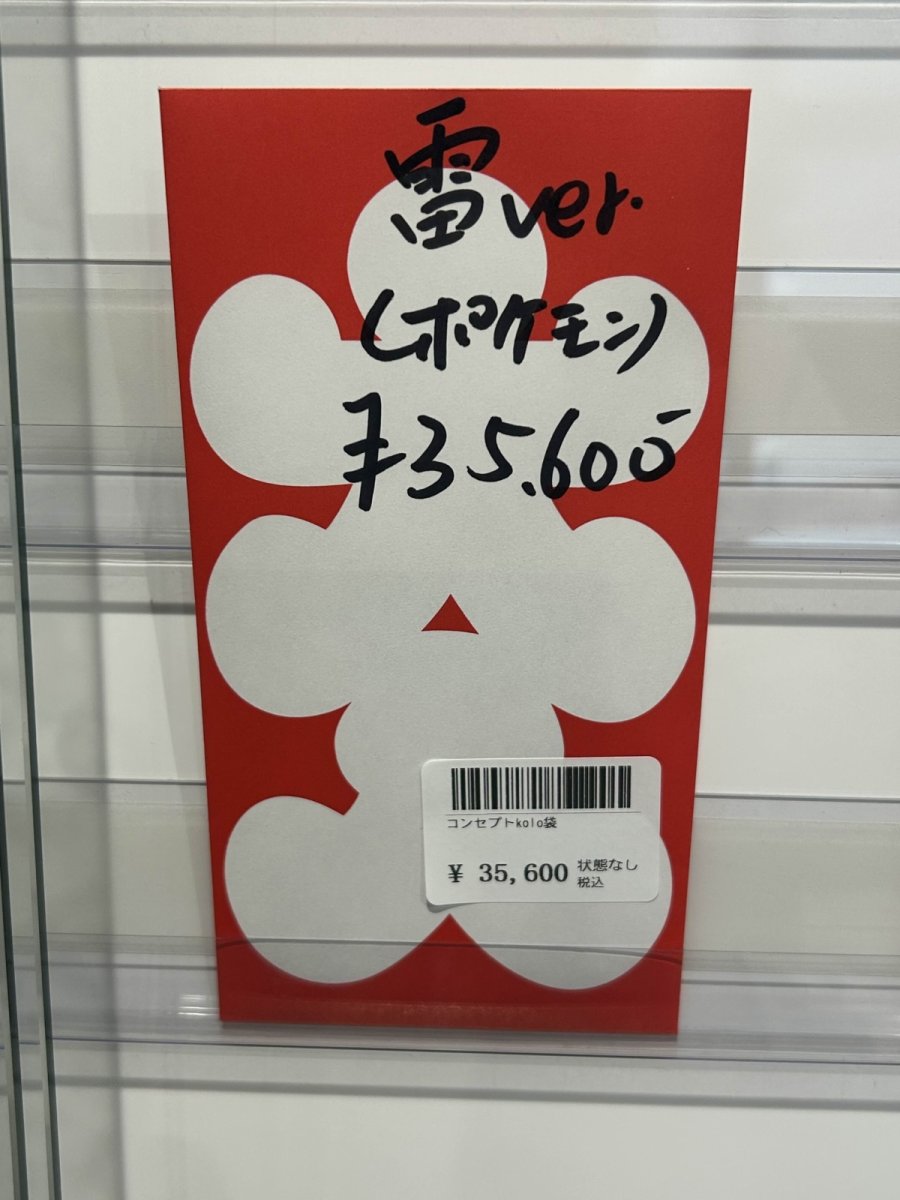 雷ver.
(ポケモン)
¥35,600
コンセプトkolo袋
¥ 35,600 状態なし
税込